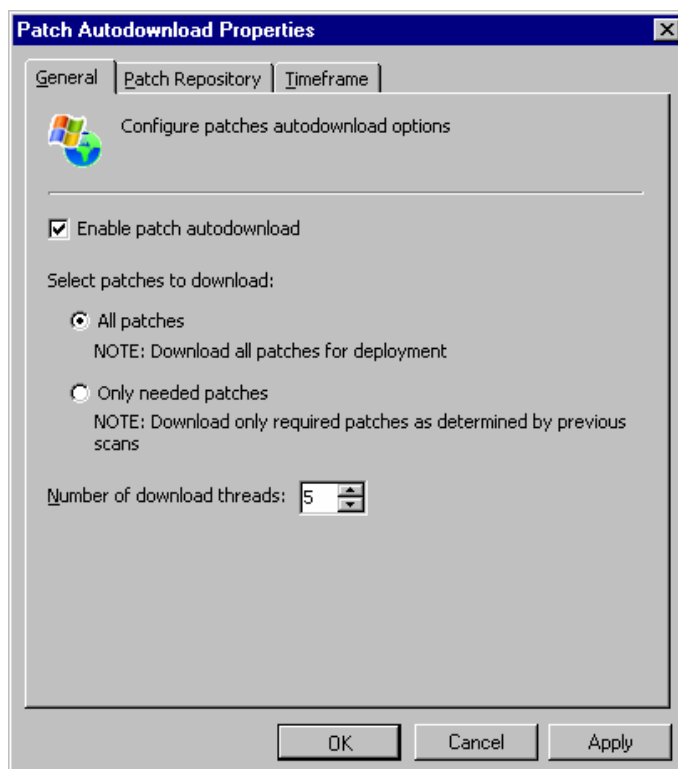 Patch Autodownload Properties
General
Patch Repository
Timeframe
Configure patches autodownload options
Enable patch autodownload
Select patches to download:
All patches
NOTE: Download all patches for deployment
Only needed patches
NOTE: Download only required patches as determined by previous
scans
Number of download threads: 5
OK
Cancel
Apply